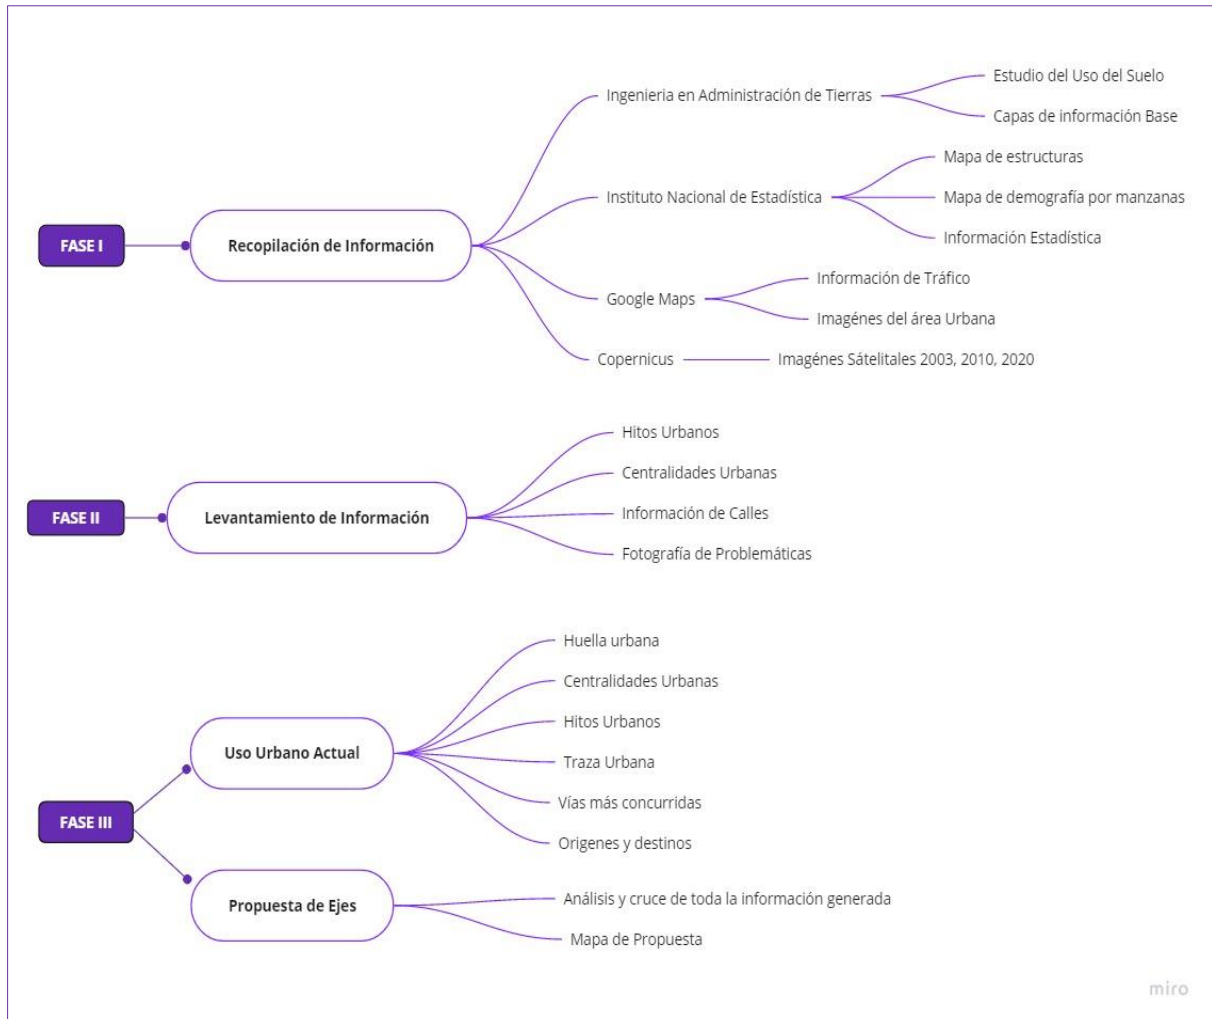 FASE I
Recopilación de Información
Ingenieria en Administración de Tierras
Estudio del Uso del Suelo
Capas de información Base
Instituto Nacional de Estadística
Mapa de estructuras
Mapa de demografía por manzanas
Información Estadística
Google Maps
Información de Tráfico
Imagénes del área Urbana
Copernicus
Imagénes Sátelitales 2003, 2010, 2020
FASE II
Levantamiento de Información
Hitos Urbanos
Centralidades Urbanas
Información de Calles
Fotografía de Problemáticas
FASE III
Uso Urbano Actual
Huella urbana
Centralidades Urbanas
Hitos Urbanos
Traza Urbana
Vías más concurridas
Origenes y destinos
Propuesta de Ejes
Análisis y cruce de toda la información generada
Mapa de Propuesta
miro